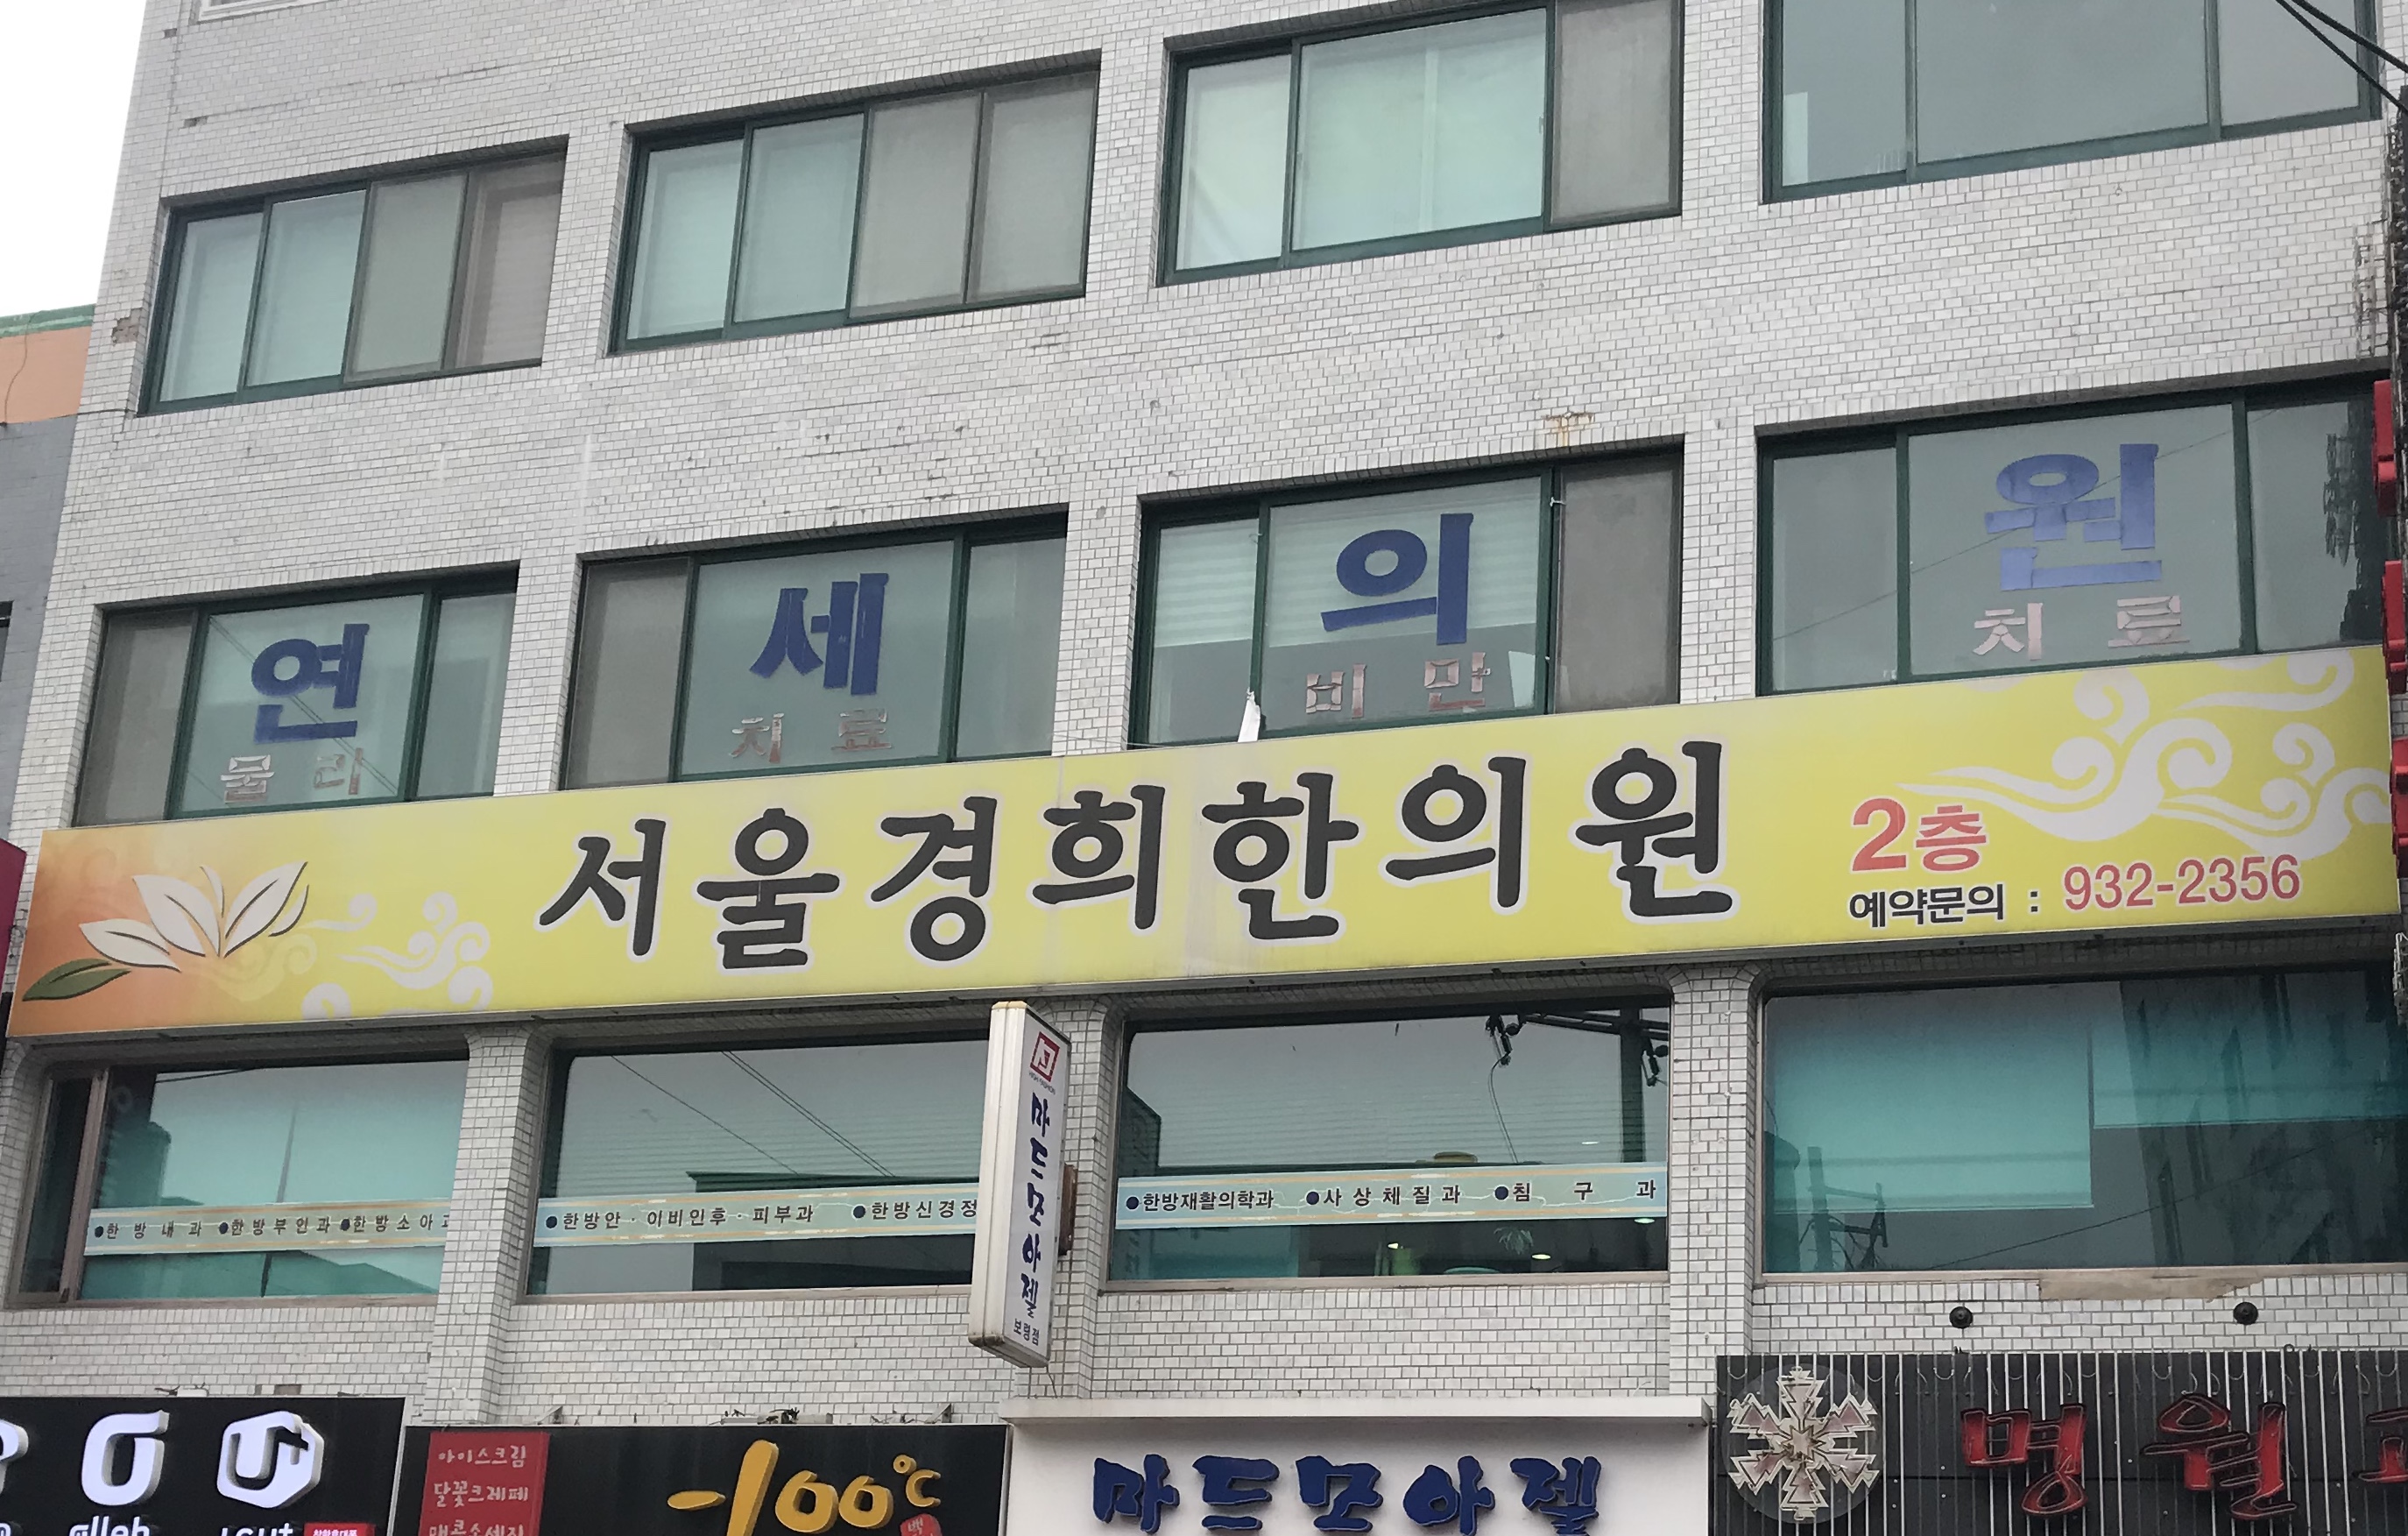 연 세 의 원
물 리 치 료 비 만 치 료
서울경희한의원
2층
예약문의 : 932-2356
●한 방 내 과 ●한방부인과 ●한방소아과
●한방안·이비인후·피부과 ●한방신경정
●한방재활의학과 ●사 상 체 질 과 ●침 구 과
마드모아젤
보령점
olleh
아이스크림
달꽃크레페
-100℃
마드모아젤
명 원